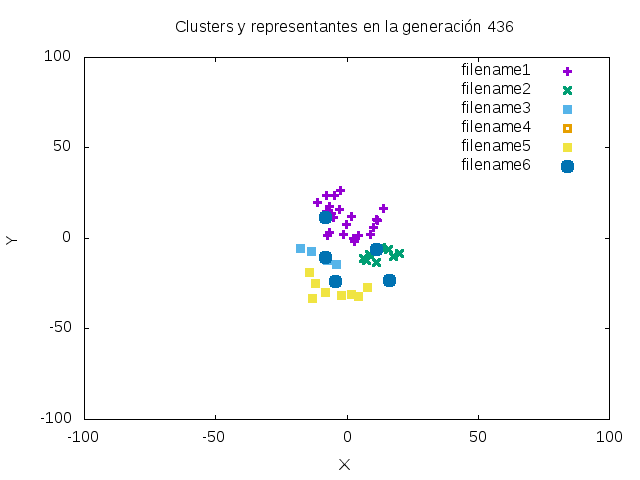 Clusters y representantes en la generación 436
100
50
0
-50
-100
-100 -50 0 50 100
Y
X
filename1
filename2
filename3
filename4
filename5
filename6